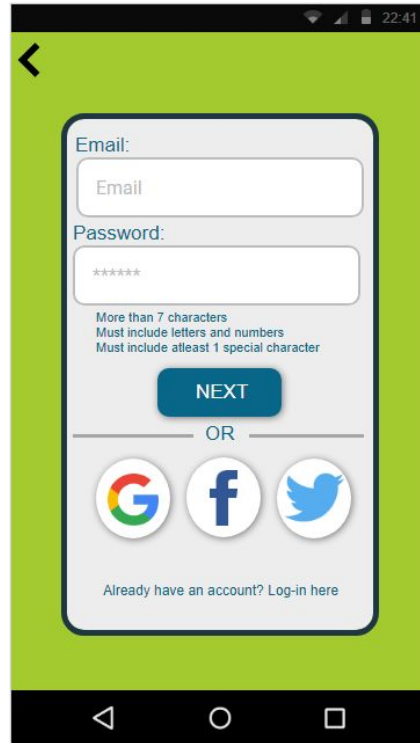 22:41
Email:
Email
Password:
******
More than 7 characters
Must include letters and numbers
Must include atleast 1 special character
NEXT
OR
Already have an account? Log-in here